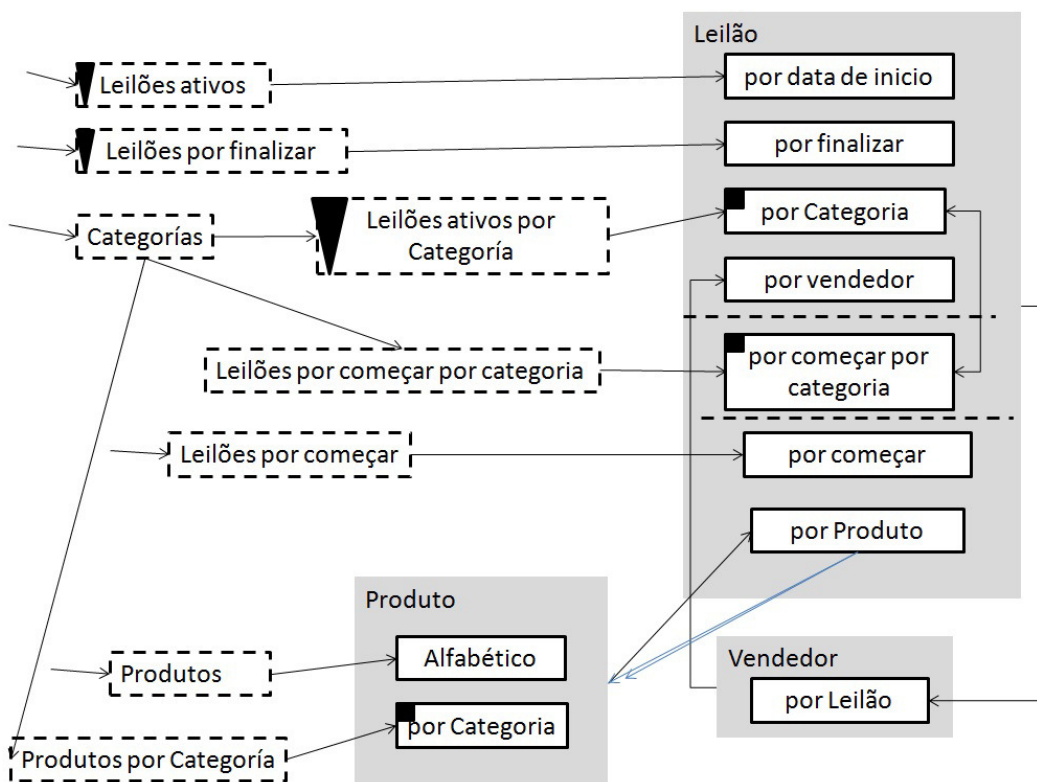 Leilão
Leilões ativos
por data de inicio
Leilões por finalizar
por finalizar
Categorías
Leilões ativos por
Categoría
por Categoria
por vendedor
Leilões por começar por categoria
por começar por
categoria
Leilões por começar
por começar
por Produto
Produto
Alfabético
Produtos
por Categoria
Produtos por Categoría
Vendedor
por Leilão